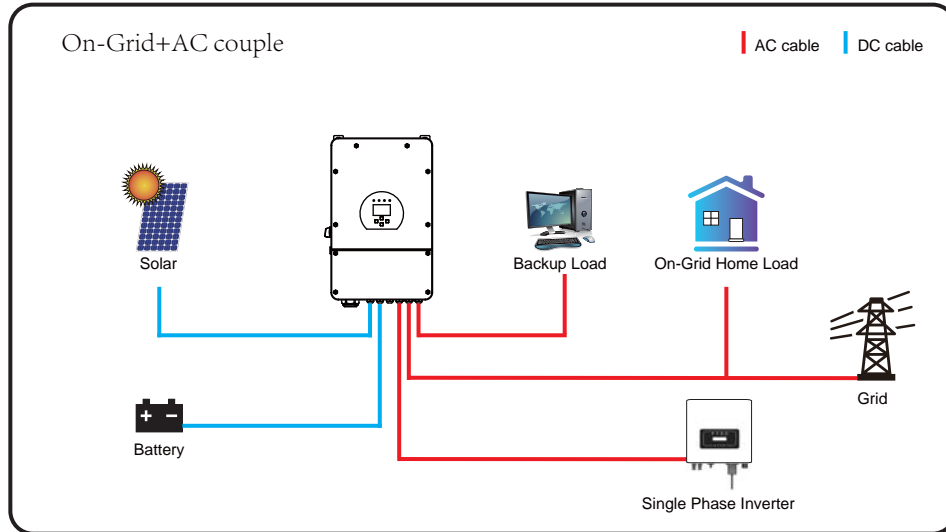 On-Grid+AC couple
AC cable
DC cable
Solar
Backup Load
On-Grid Home Load
Grid
Battery
Single Phase Inverter